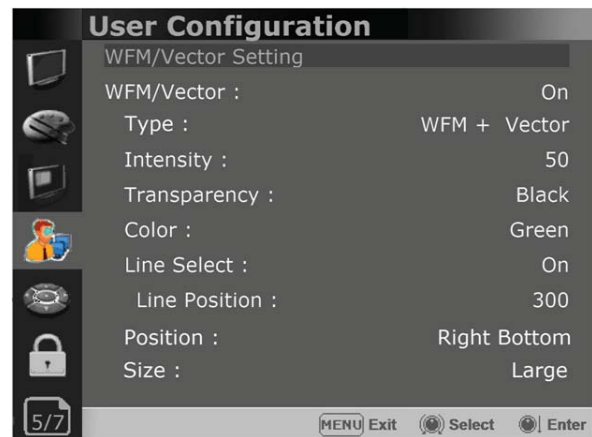 User Configuration
WFM/Vector Setting
WFM/Vector : On
Type : WFM + Vector
Intensity : 50
Transparency : Black
Color : Green
Line Select : On
Line Position : 300
Position : Right Bottom
Size : Large
5/7 MENU Exit Select Enter